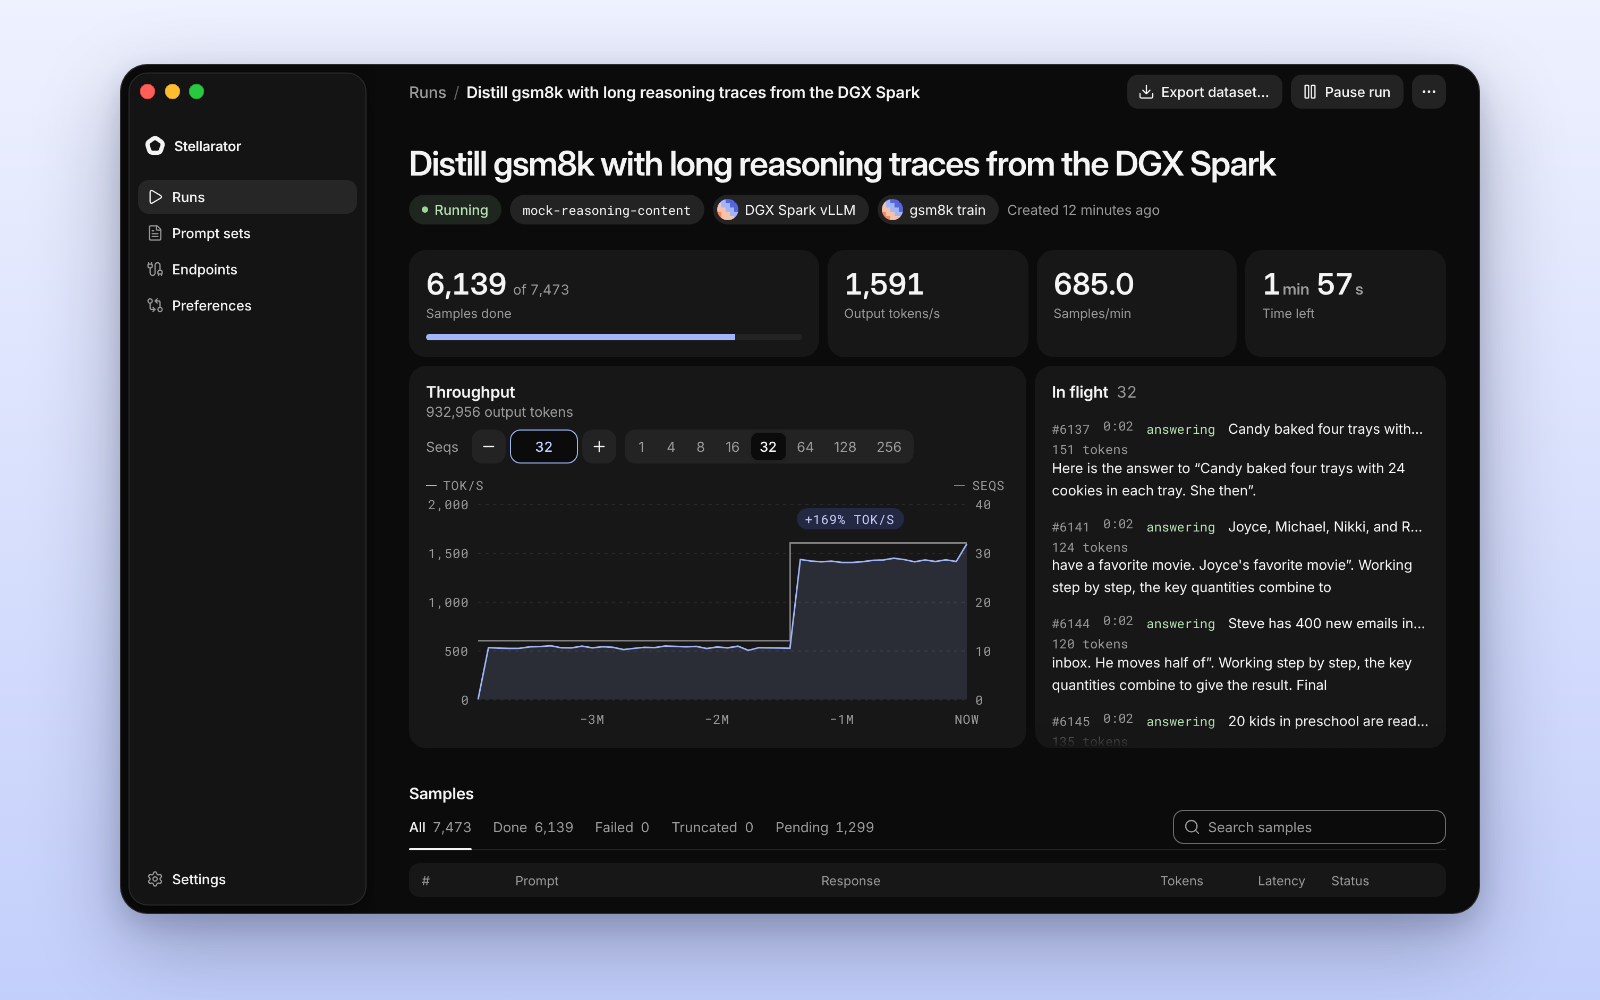 Stellarator
Runs
Prompt sets
Endpoints
Preferences
Settings
Runs / Distill gsm8k with long reasoning traces from the DGX Spark
Export dataset...
Pause run
Distill gsm8k with long reasoning traces from the DGX Spark
Running
mock-reasoning-content
DGX Spark vLLM
gsm8k train
Created 12 minutes ago
6,139 of 7,473
Samples done
1,591
Output tokens/s
685.0
Samples/min
1 min 57 s
Time left
Throughput
932,956 output tokens
Seqs − 32 + 1 4 8 16 32 64 128 256
TOK/S
SEQS
2,000
40
+169% TOK/S
1,500
30
1,000
20
500
10
0
0
-3M -2M -1M NOW
In flight 32
#6137 0:02 answering Candy baked four trays with...
151 tokens
Here is the answer to “Candy baked four trays with 24
cookies in each tray. She then”.
#6141 0:02 answering Joyce, Michael, Nikki, and R...
124 tokens
have a favorite movie. Joyce's favorite movie”. Working
step by step, the key quantities combine to
#6144 0:02 answering Steve has 400 new emails in...
120 tokens
inbox. He moves half of”. Working step by step, the key
quantities combine to give the result. Final
#6145 0:02 answering 20 kids in preschool are read...
135 tokens
Samples
All 7,473 Done 6,139 Failed 0 Truncated 0 Pending 1,299
Search samples
# Prompt Response Tokens Latency Status